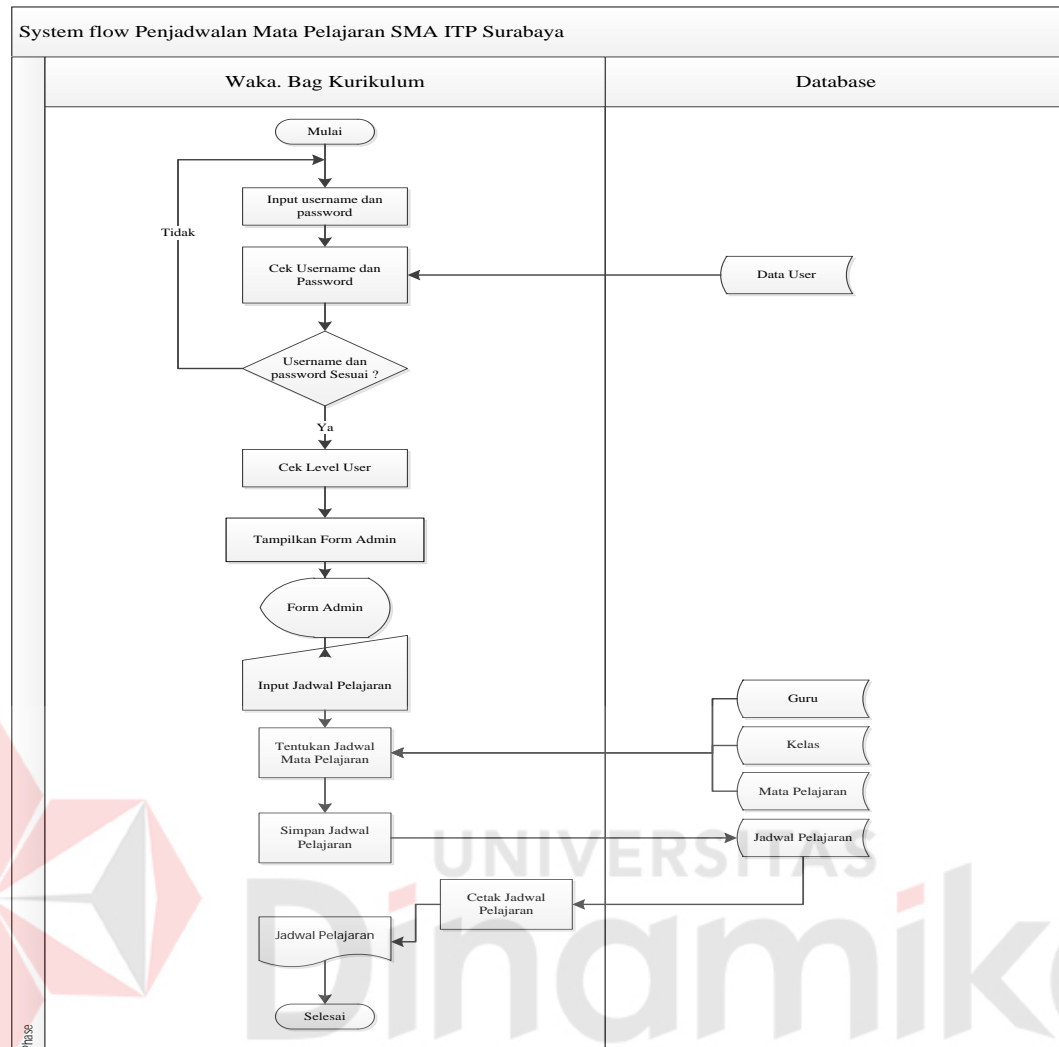 System flow Penjadwalan Mata Pelajaran SMA ITP Surabaya
Waka. Bag Kurikulum
Database
Mulai
Input username dan
password
Tidak
Cek Username dan
Password
Data User
Username dan
password Sesuai ?
Ya
Cek Level User
Tampilkan Form Admin
Form Admin
Input Jadwal Pelajaran
Guru
Tentukan Jadwal
Mata Pelajaran
Kelas
Mata Pelajaran
Simpan Jadwal
Pelajaran
Jadwal Pelajaran
UNIVERSITAS
Dinamika
Cetak Jadwal
Pelajaran
Jadwal Pelajaran
Selesai
Phase